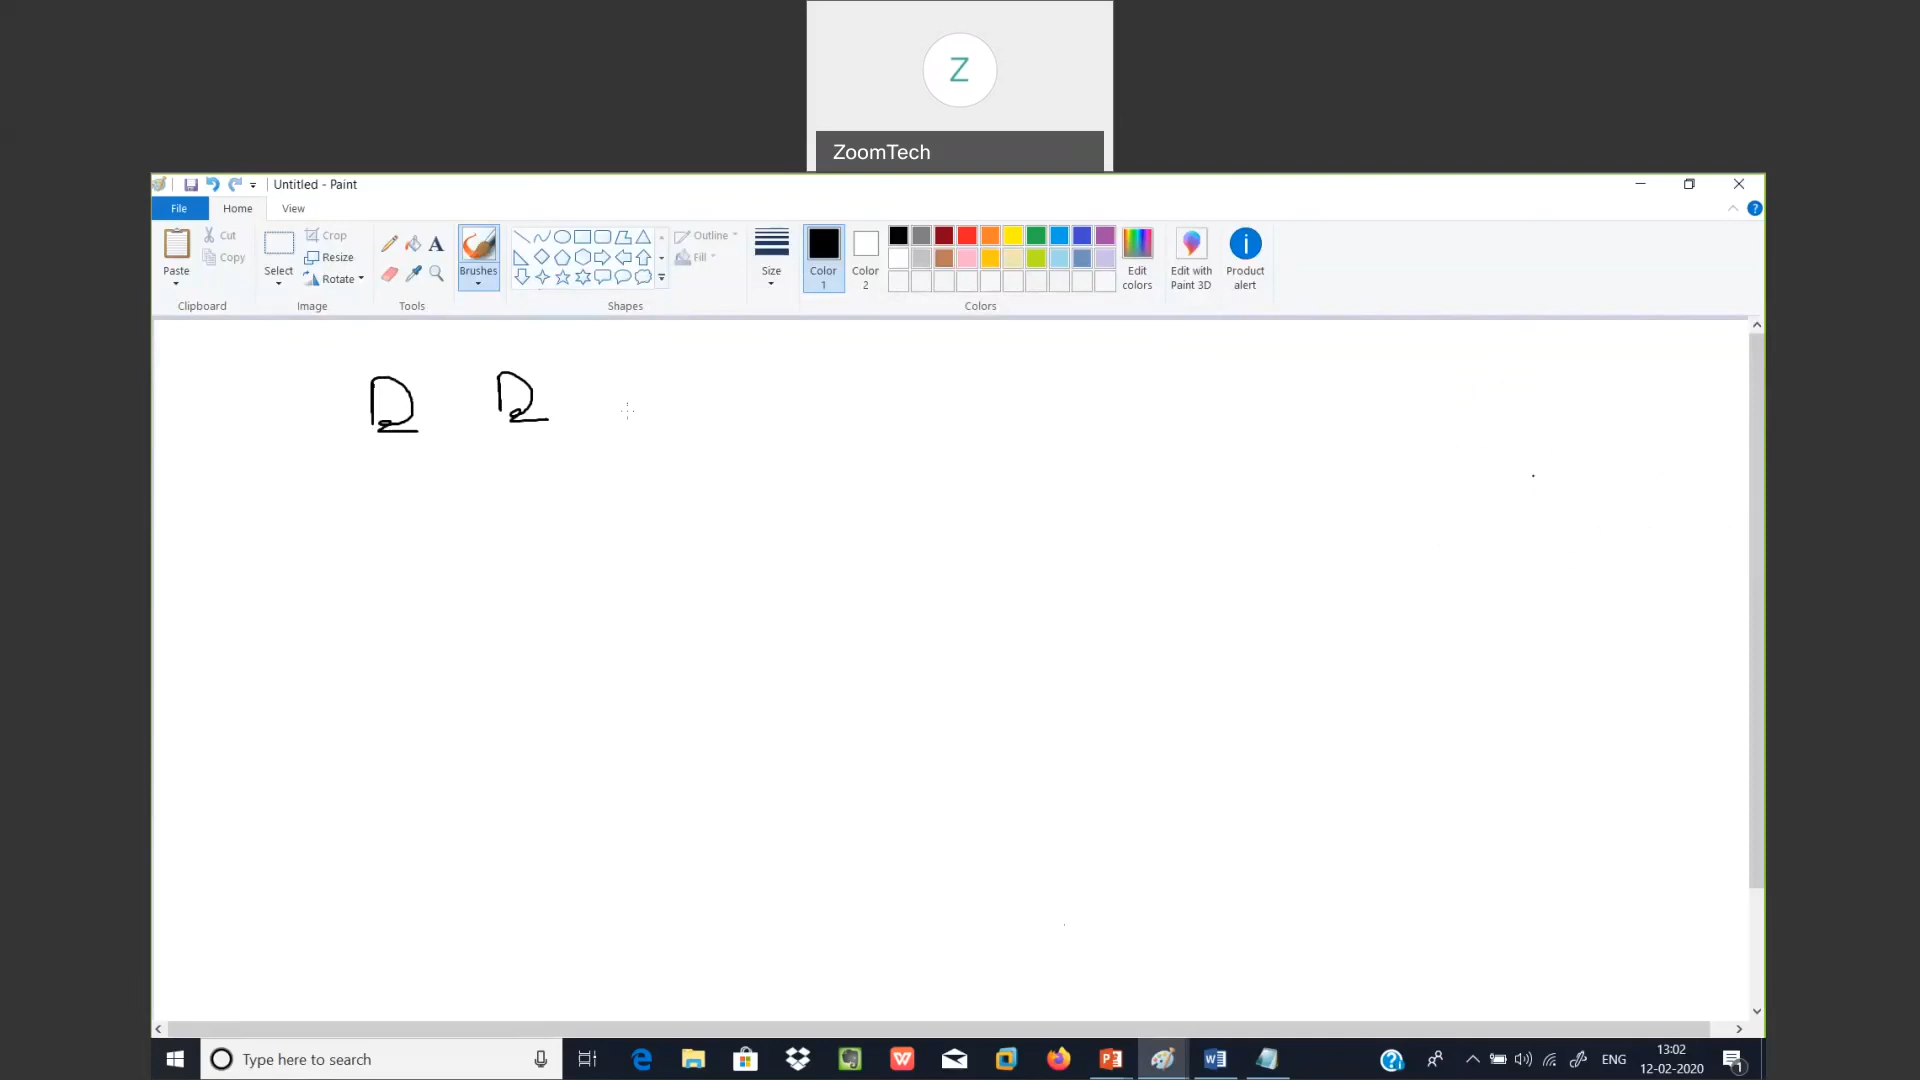 Z
ZoomTech
Untitled - Paint
File Home View
Paste Cut Copy Select Crop Resize Rotate Brushes Outline Fill Size Color 1 Color 2 Edit colors Edit with Paint 3D Product alert
Clipboard Image Tools Shapes Colors
Type here to search ENG 13:02
12-02-2020 1